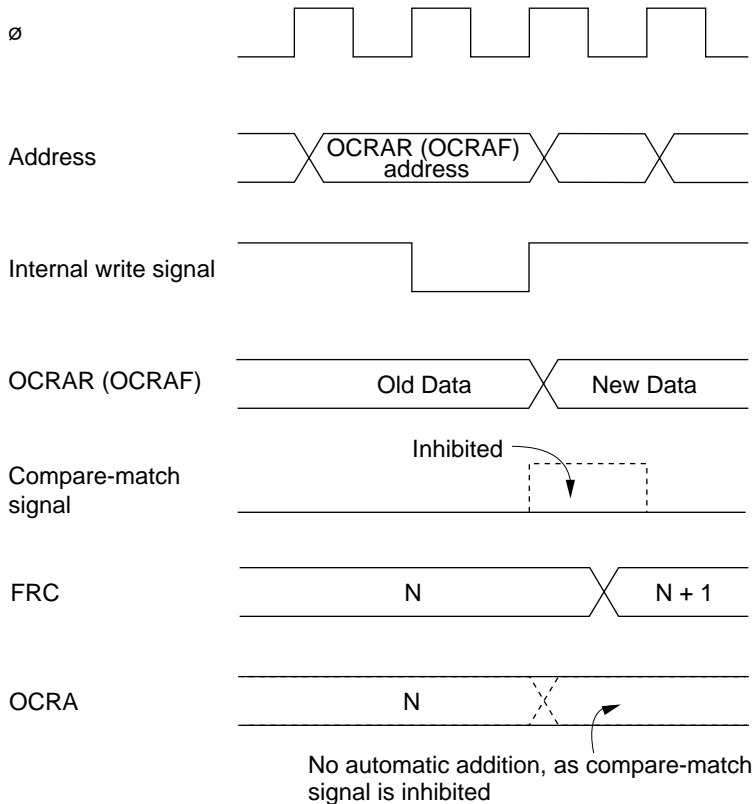 ø
Address
OCRAR (OCRAF)
address
Internal write signal
OCRAR (OCRAF)
Old Data
New Data
Inhibited
Compare-match
signal
FRC
N
N + 1
OCRA
N
No automatic addition, as compare-match
signal is inhibited